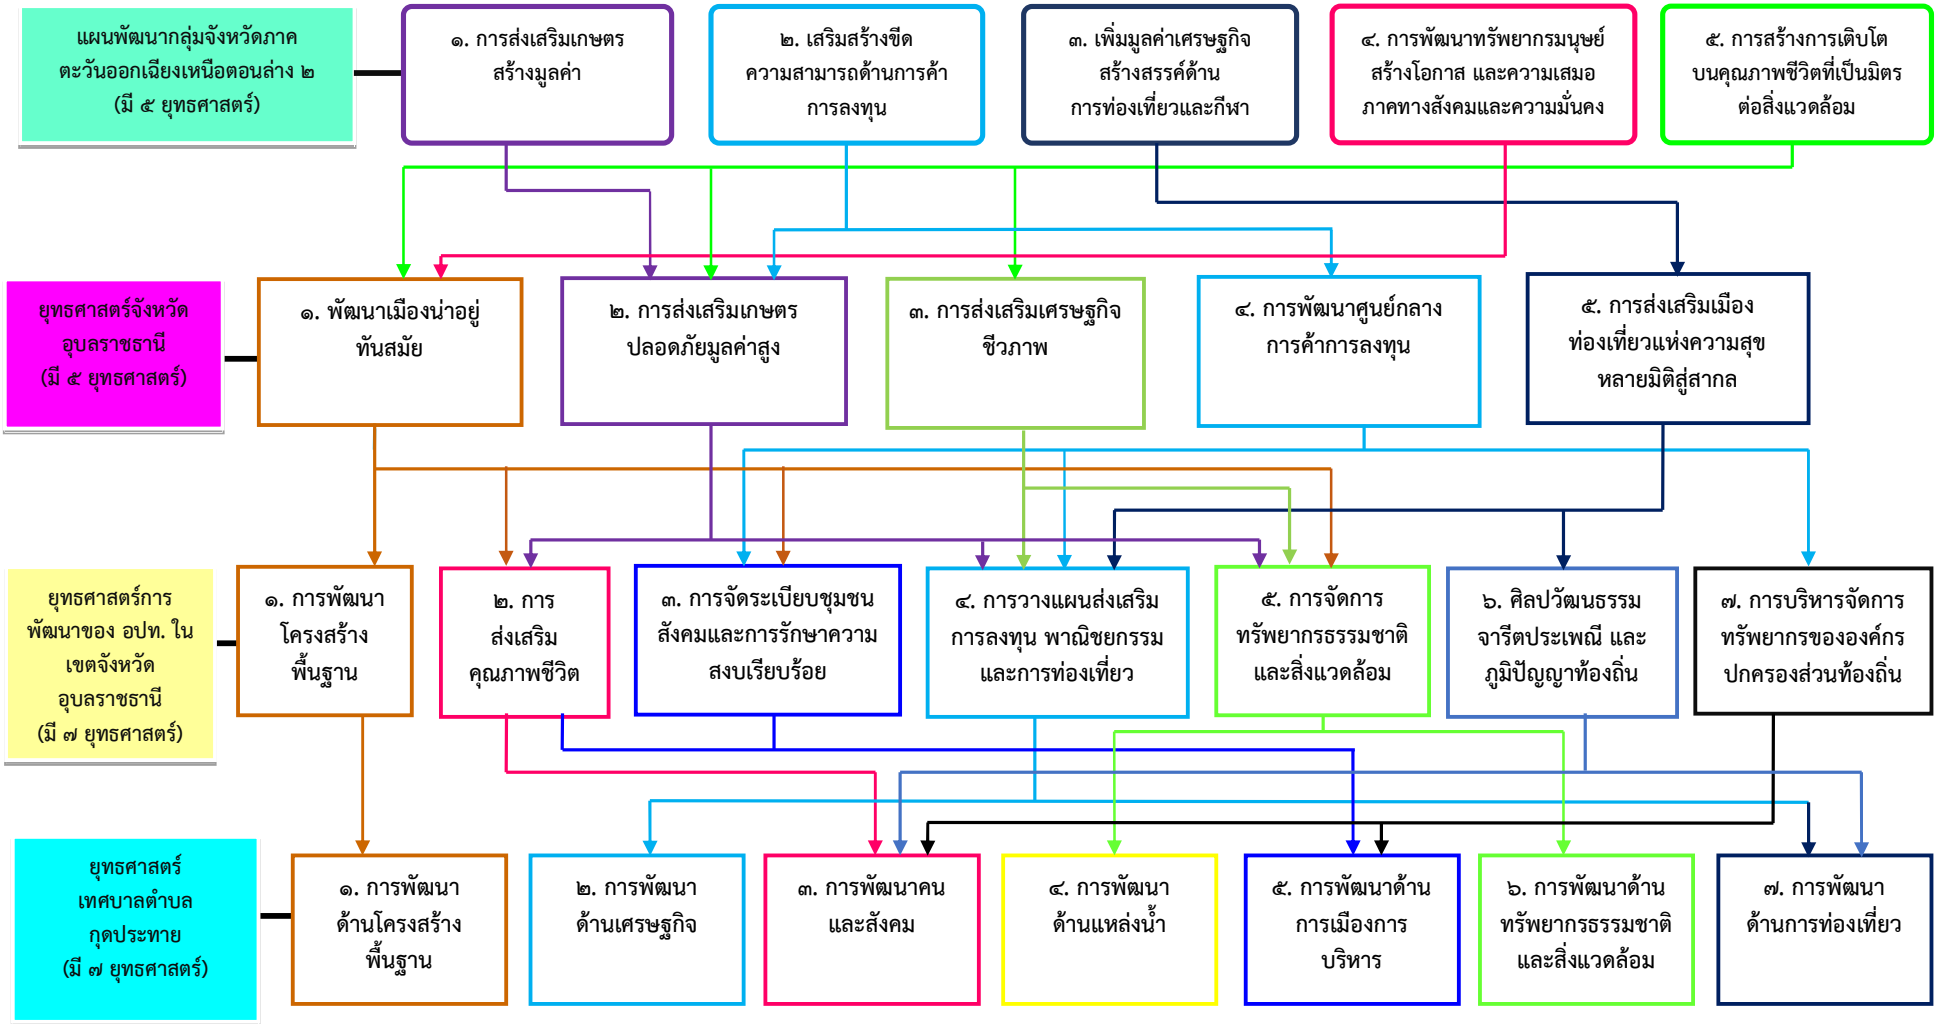 แผนพัฒนากลุ่มจังหวัดภาค
ตะวันออกเฉียงเหนือตอนล่าง ๒
(มี ๕ ยุทธศาสตร์)
๑. การส่งเสริมเกษตร
สร้างมูลค่า
๒. เสริมสร้างขีด
ความสามารถด้านการค้า
การลงทุน
๓. เพิ่มมูลค่าเศรษฐกิจ
สร้างสรรค์ด้าน
การท่องเที่ยวและกีฬา
๔. การพัฒนาทรัพยากรมนุษย์
สร้างโอกาส และความเสมอ
ภาคทางสังคมและความมั่นคง
๕. การสร้างการเติบโต
บนคุณภาพชีวิตที่เป็นมิตร
ต่อสิ่งแวดล้อม
ยุทธศาสตร์จังหวัด
อุบลราชธานี
(มี ๕ ยุทธศาสตร์)
๑. พัฒนาเมืองน่าอยู่
ทันสมัย
๒. การส่งเสริมเกษตร
ปลอดภัยมูลค่าสูง
๓. การส่งเสริมเศรษฐกิจ
ชีวภาพ
๔. การพัฒนาศูนย์กลาง
การค้าการลงทุน
๕. การส่งเสริมเมือง
ท่องเที่ยวแห่งความสุข
หลายมิติสู่สากล
ยุทธศาสตร์การ
พัฒนาของ อปท. ใน
เขตจังหวัด
อุบลราชธานี
(มี ๗ ยุทธศาสตร์)
๑. การพัฒนา
โครงสร้าง
พื้นฐาน
๒. การ
ส่งเสริม
คุณภาพชีวิต
๓. การจัดระเบียบชุมชน
สังคมและการรักษาความ
สงบเรียบร้อย
๔. การวางแผนส่งเสริม
การลงทุน พาณิชยกรรม
และการท่องเที่ยว
๕. การจัดการ
ทรัพยากรธรรมชาติ
และสิ่งแวดล้อม
๖. ศิลปวัฒนธรรม
จารีตประเพณี และ
ภูมิปัญญาท้องถิ่น
๗. การบริหารจัดการ
ทรัพยากรขององค์กร
ปกครองส่วนท้องถิ่น
ยุทธศาสตร์
เทศบาลตำบล
กุดประทาย
(มี ๗ ยุทธศาสตร์)
๑. การพัฒนา
ด้านโครงสร้าง
พื้นฐาน
๒. การพัฒนา
ด้านเศรษฐกิจ
๓. การพัฒนาคน
และสังคม
๔. การพัฒนา
ด้านแหล่งน้ำ
๕. การพัฒนาด้าน
การเมืองการ
บริหาร
๖. การพัฒนาด้าน
ทรัพยากรธรรมชาติ
และสิ่งแวดล้อม
๗. การพัฒนา
ด้านการท่องเที่ยว